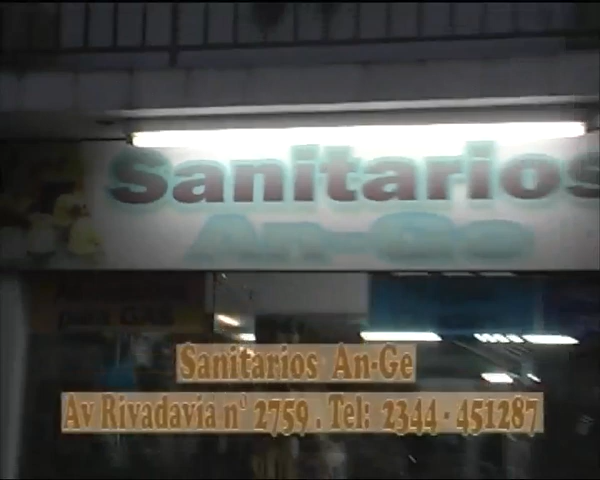 Sanitarios
An-Ge
Sanitarios An-Ge
Av Rivadavia nº 2759 . Tel: 2344 - 451287